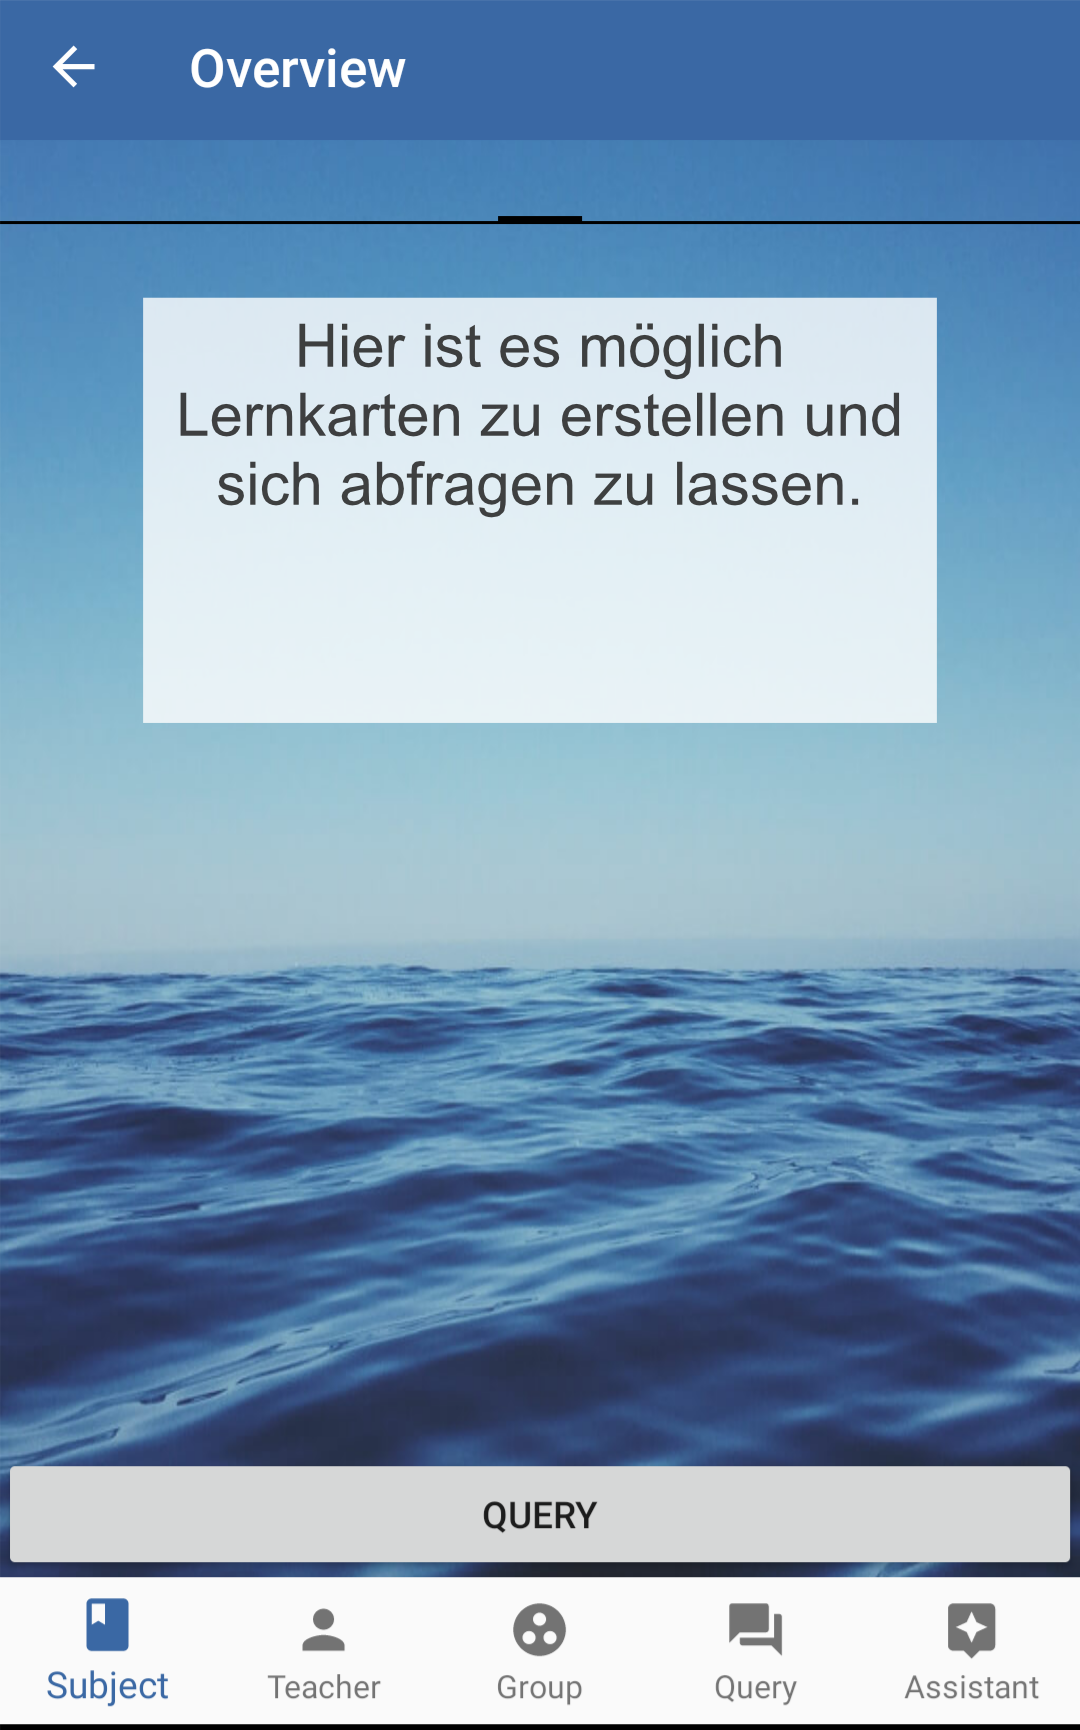 Overview
Hier ist es möglich
Lernkarten zu erstellen und
sich abfragen zu lassen.
QUERY
Subject
Teacher
Group
Query
Assistant